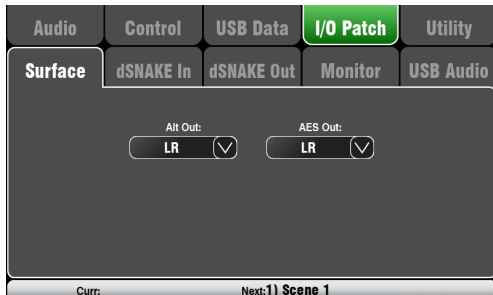 Audio Control USB Data I/O Patch Utility
Surface dSNAKE In dSNAKE Out Monitor USB Audio
Alt Out: AES Out:
LR LR
Curr: Next:1) Scene 1